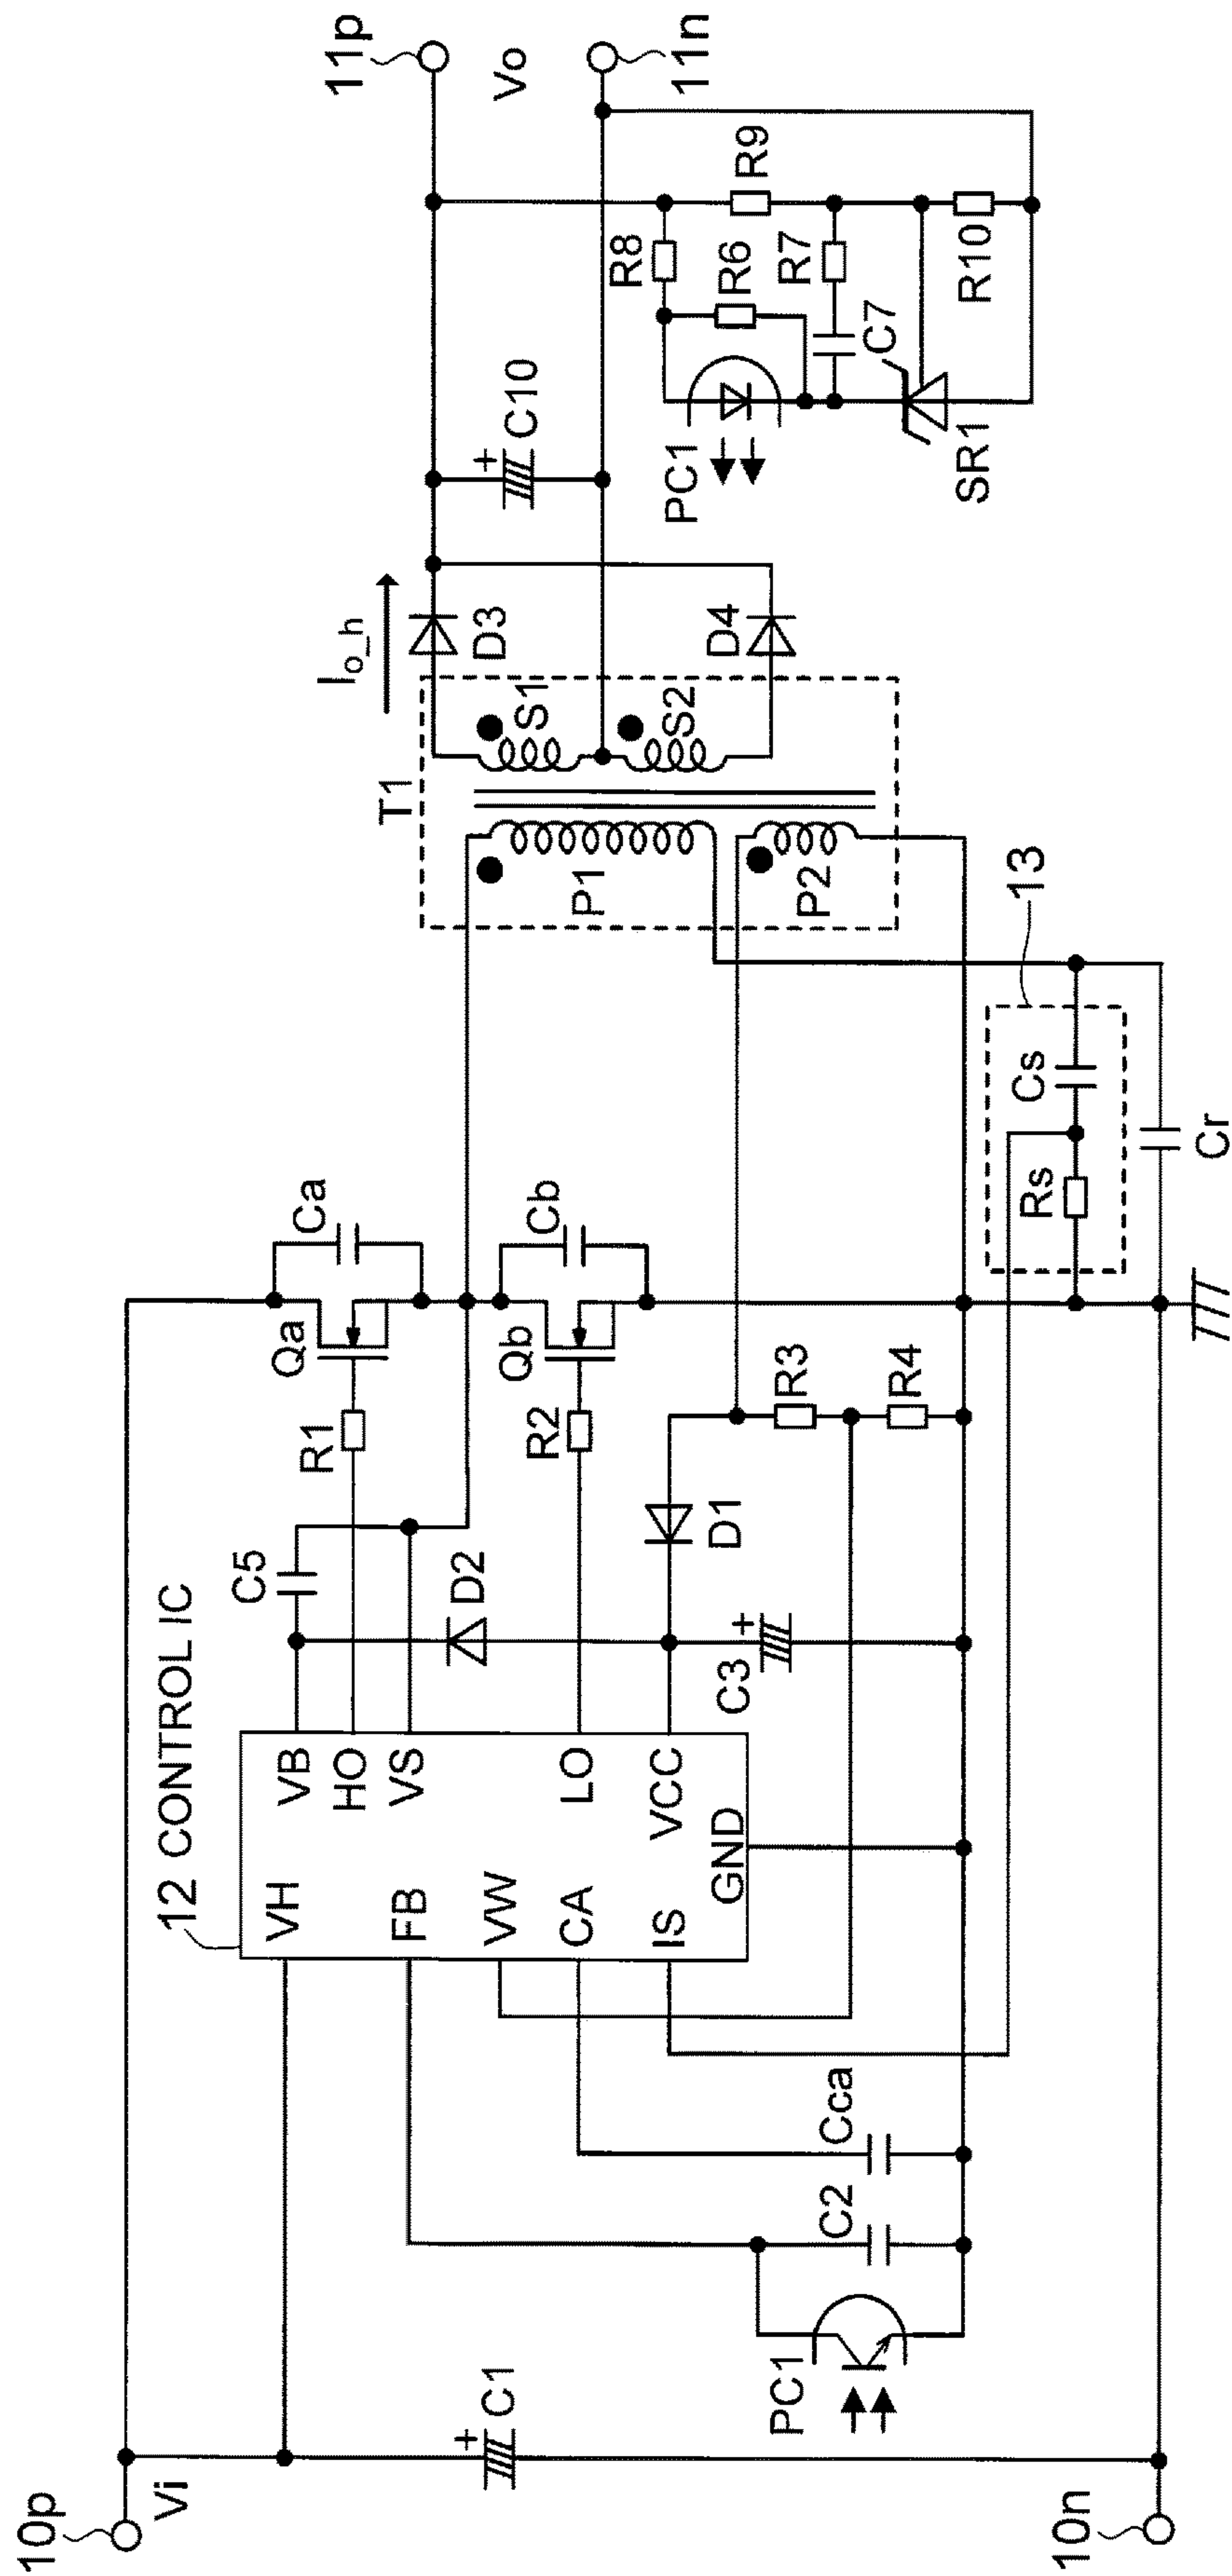 10p
Vi
10n
C1
PC1
C2
Cca
12 CONTROL IC
VH
FB
VW
CA
IS
GND
VB
HO
VS
LO
VCC
C5
D2
C3
D1
R1
R2
R3
R4
Qa
Qb
Ca
Cb
Rs
Cs
Cr
13
T1
P1
P2
S1
S2
Io_h
D3
D4
C10
PC1
SR1
C7
R8
R6
R7
R10
R9
11p
Vo
11n